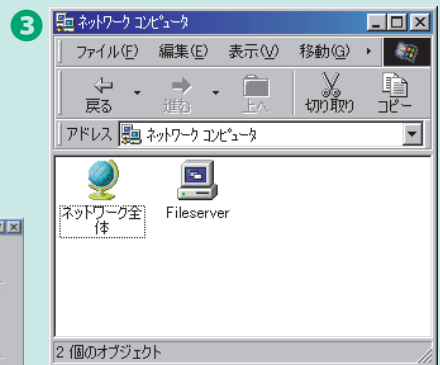 3
ネットワーク コンピュータ
ファイル(F) 編集(E) 表示(V) 移動(G)
戻る 進む 上へ 切り取り コピー
アドレス ネットワーク コンピュータ
ネットワーク全体 Fileserver
2 個のオブジェクト